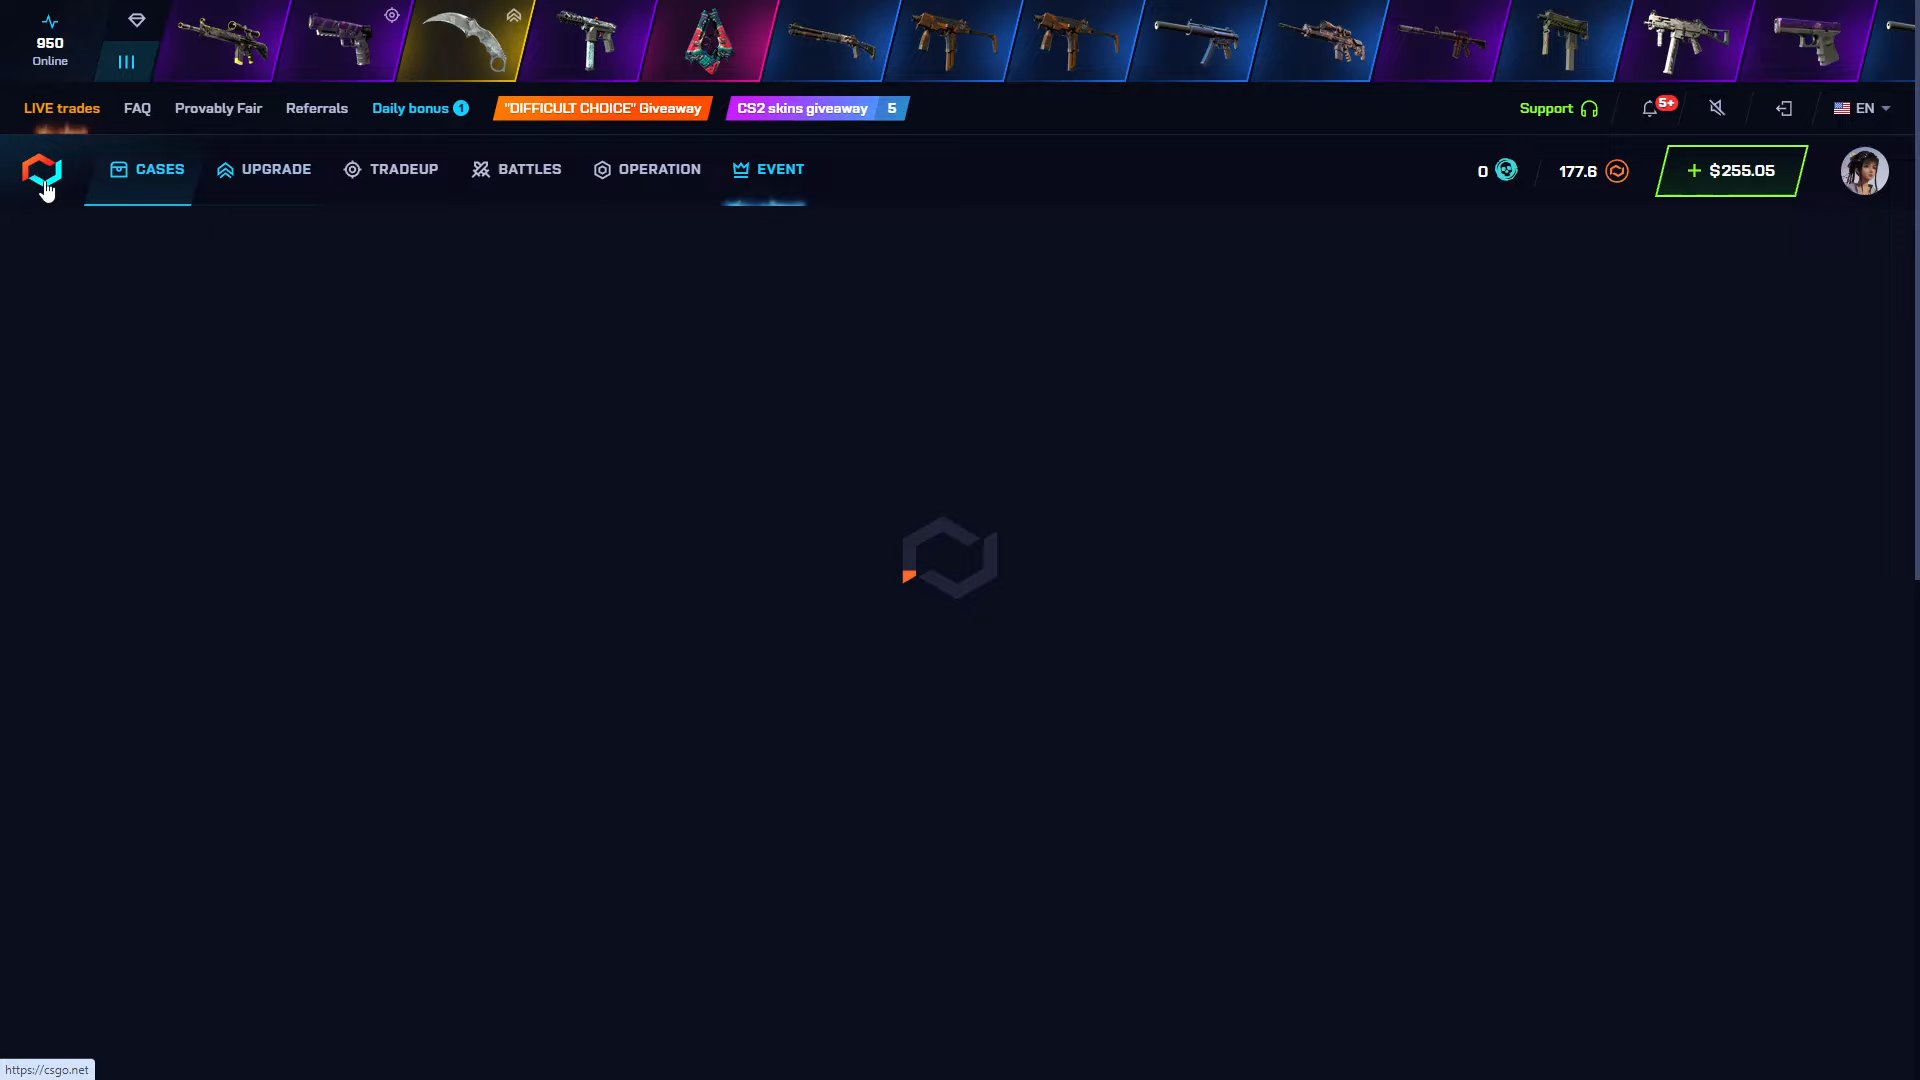 950
Online
LIVE trades
FAQ
Provably Fair
Referrals
Daily bonus 1
"DIFFICULT CHOICE" Giveaway
CS2 skins giveaway 5
Support
5+
EN
CASES
UPGRADE
TRADEUP
BATTLES
OPERATION
EVENT
0
177.6
+ $255.05
https://csgo.net